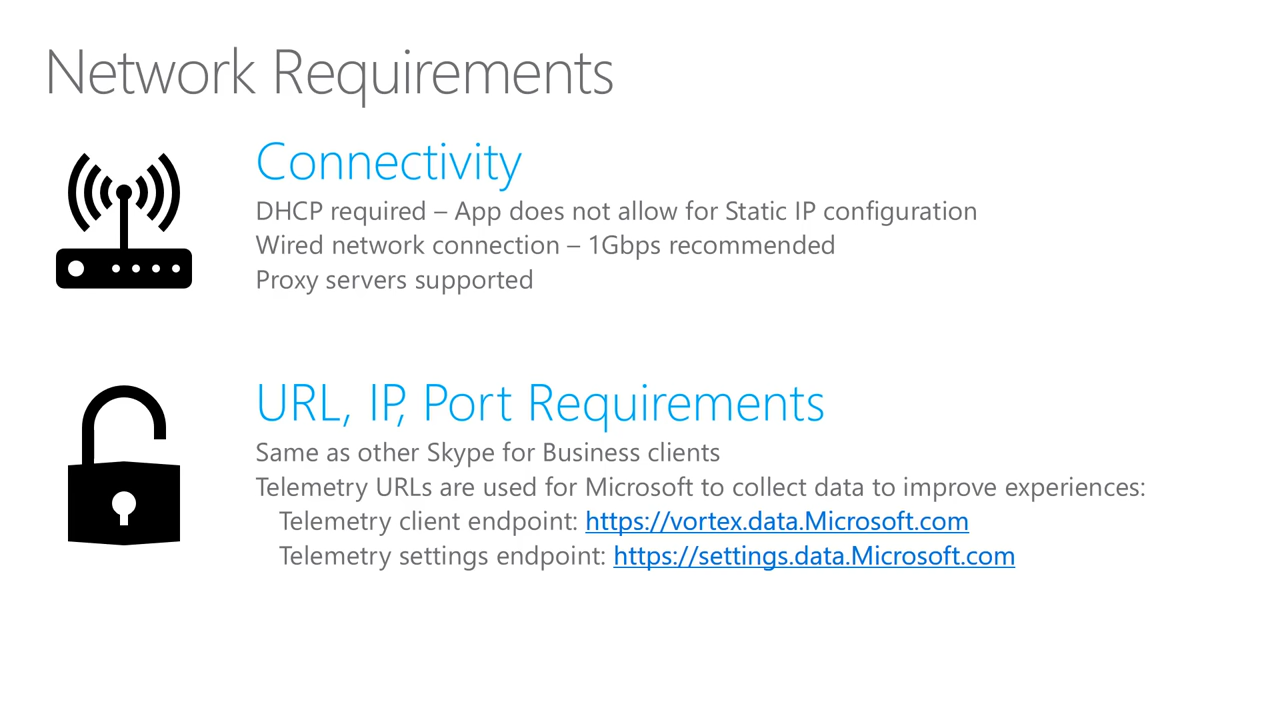 Network Requirements
Connectivity
DHCP required – App does not allow for Static IP configuration
Wired network connection – 1Gbps recommended
Proxy servers supported
URL, IP, Port Requirements
Same as other Skype for Business clients
Telemetry URLs are used for Microsoft to collect data to improve experiences:
Telemetry client endpoint: https://vortex.data.Microsoft.com
Telemetry settings endpoint: https://settings.data.Microsoft.com